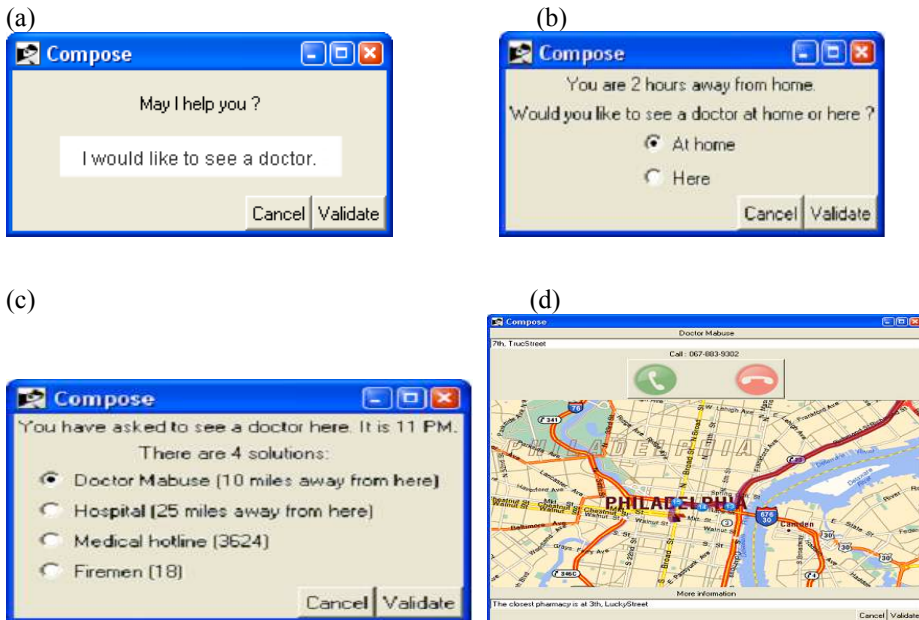 (a)
Compose
May I help you ?
I would like to see a doctor.
Cancel Validate
(b)
Compose
You are 2 hours away from home.
Would you like to see a doctor at home or here ?
At home
Here
Cancel Validate
(c)
Compose
You have asked to see a doctor here. It is 11 PM.
There are 4 solutions:
Doctor Mabuse (10 miles away from here)
Hospital (25 miles away from here)
Medical hotline (3624)
Firemen (18)
Cancel Validate
(d)
Compose
Doctor Mabuse
7th, TrucStreet
Call : 067-883-9302
PHILADELPHIA
PHILADELPHIA
Camden
More information
The closest pharmacy is at 3th, LuckyStreet
Cancel Validate